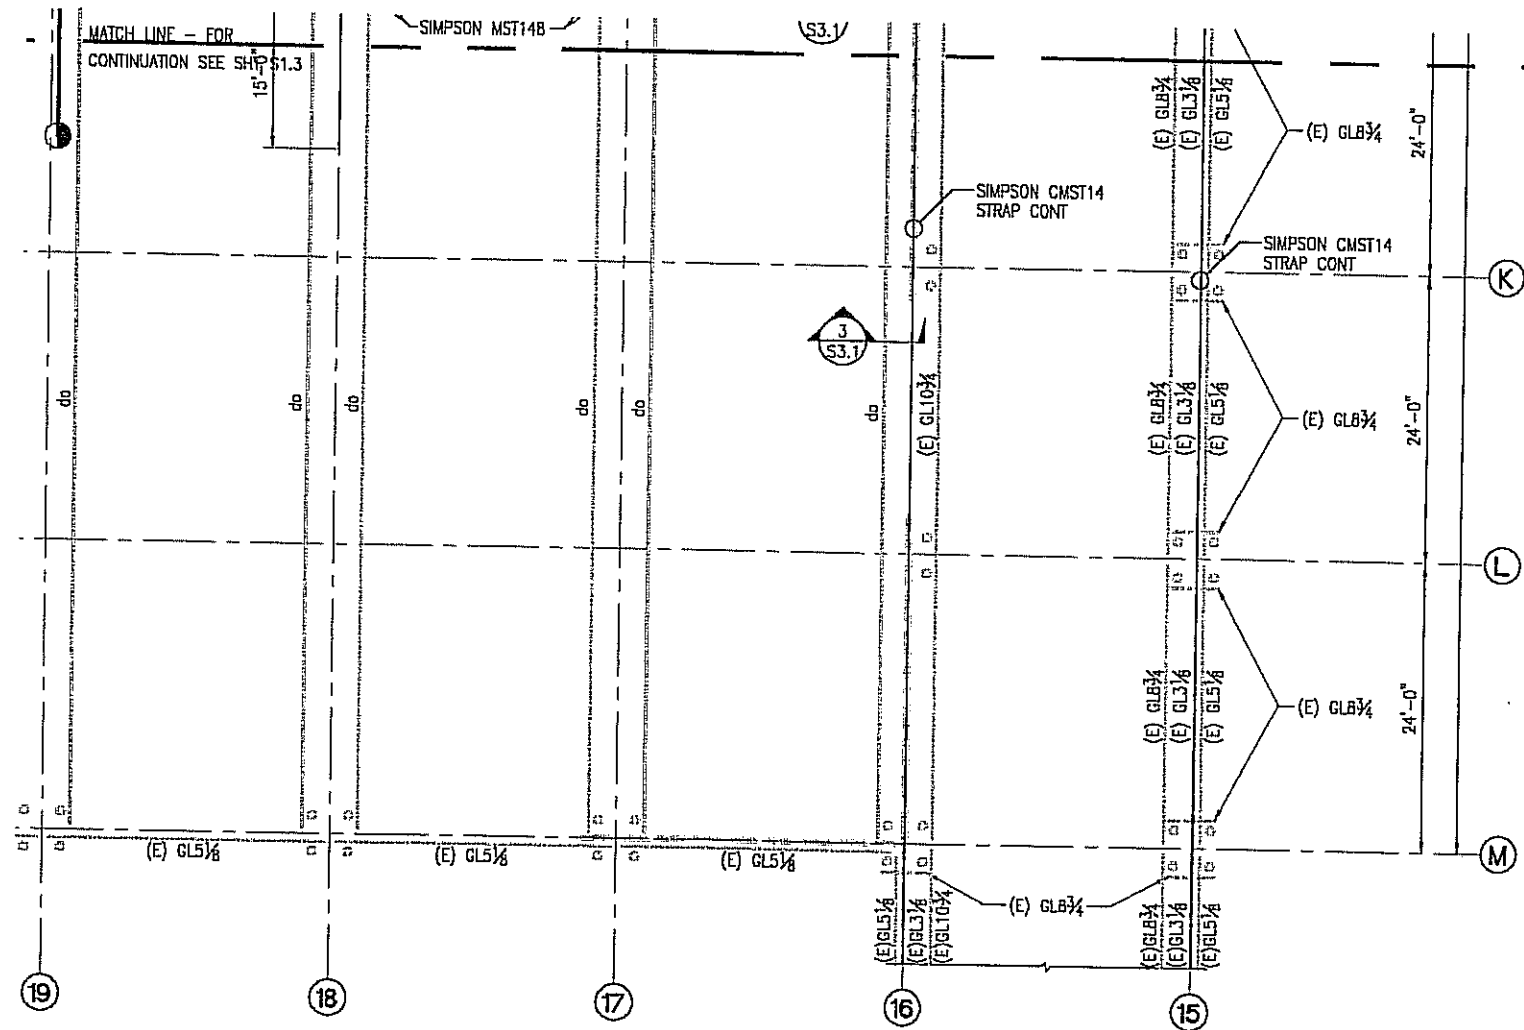 MATCH LINE – FOR
CONTINUATION SEE SHT S1.3
15'-0"
SIMPSON MST148
S3.1
(E) GL8¾
(E) GL3⅛
(E) GL5⅛
(E) GL8¾
24'-0"
SIMPSON CMST14
STRAP CONT
SIMPSON CMST14
STRAP CONT
K
3
S3.1
do
do
do
do
do
do
(E) GL10¾
(E) GL8¾
(E) GL3⅛
(E) GL5⅛
(E) GL8¾
24'-0"
L
(E) GL8¾
(E) GL3⅛
(E) GL5⅛
(E) GL8¾
24'-0"
(E) GL5⅛
(E) GL5⅛
(E) GL5⅛
M
(E)GL5⅛
(E)GL3⅛
(E)GL10¾
(E) GL8¾
(E)GL8¾
(E)GL3⅛
(E)GL5⅛
19
18
17
16
15